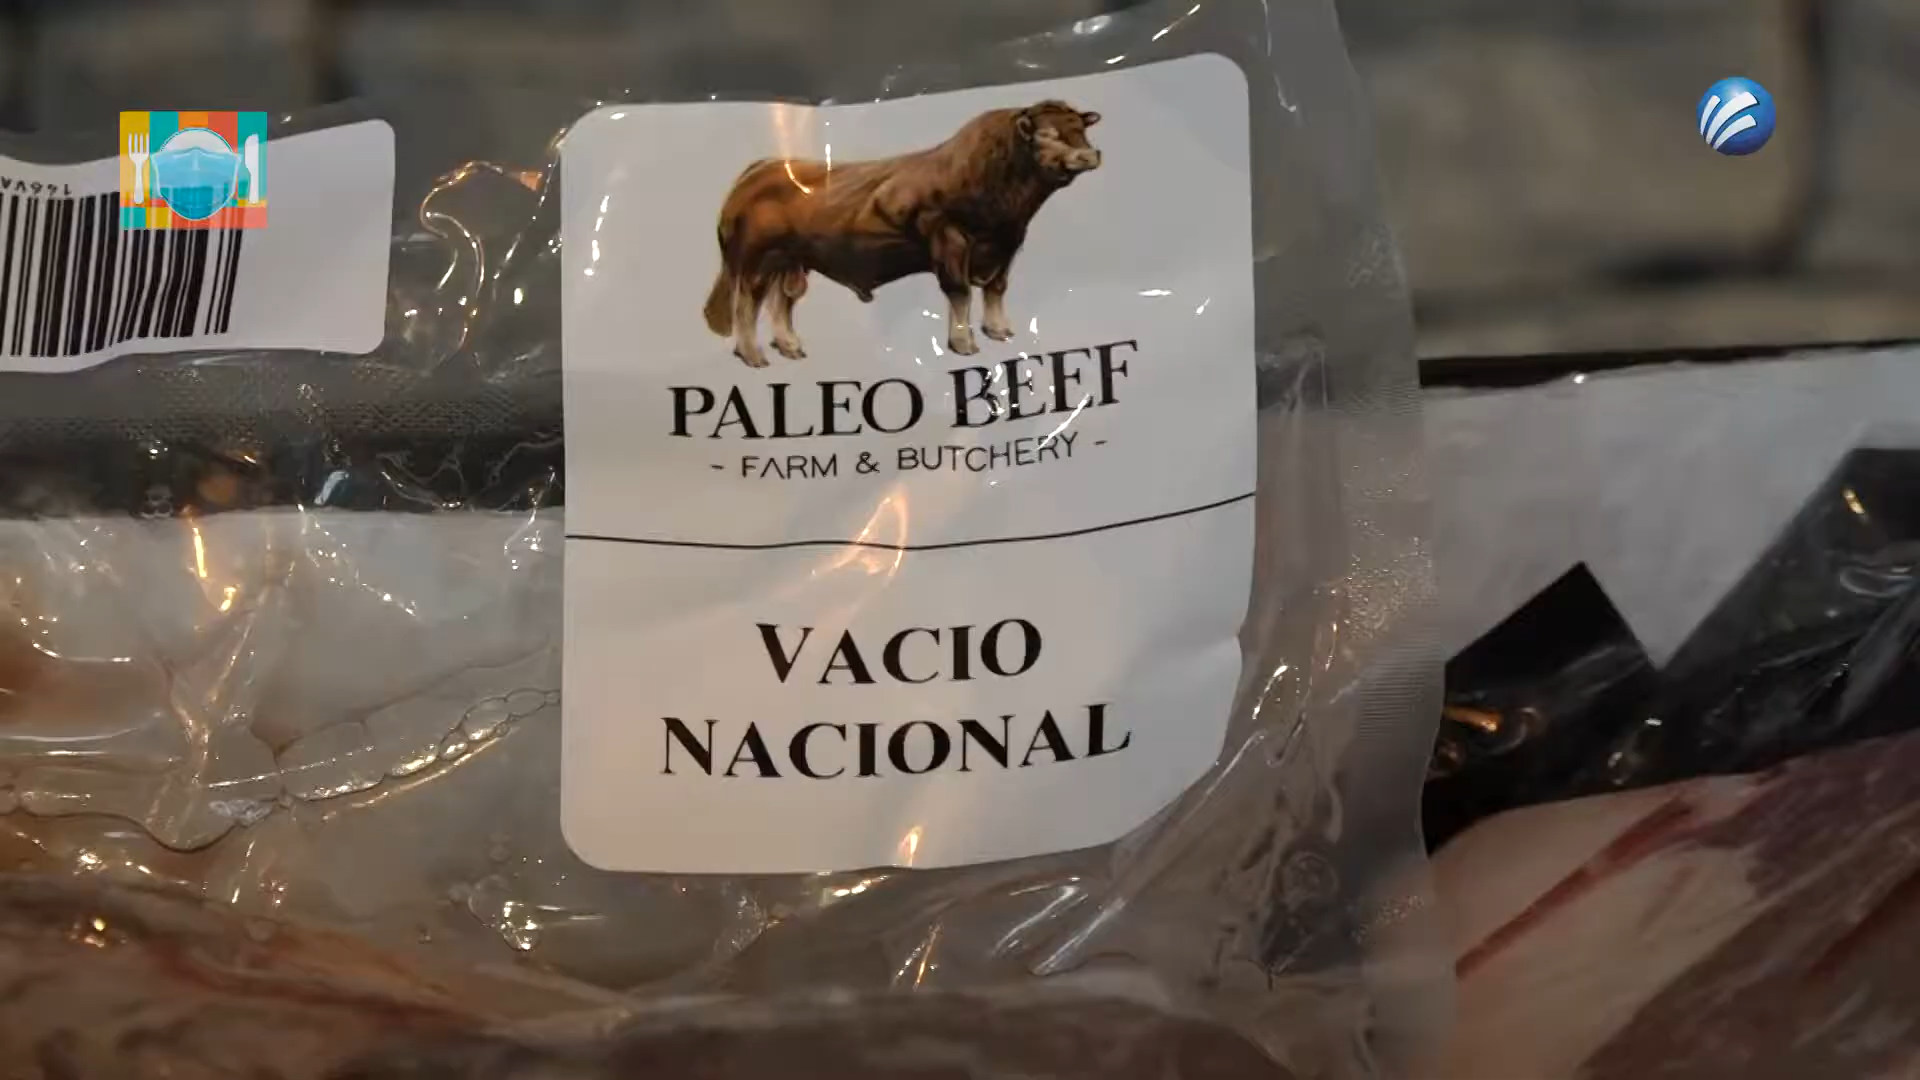 PALEO BEEF
- FARM & BUTCHERY -
VACIO
NACIONAL